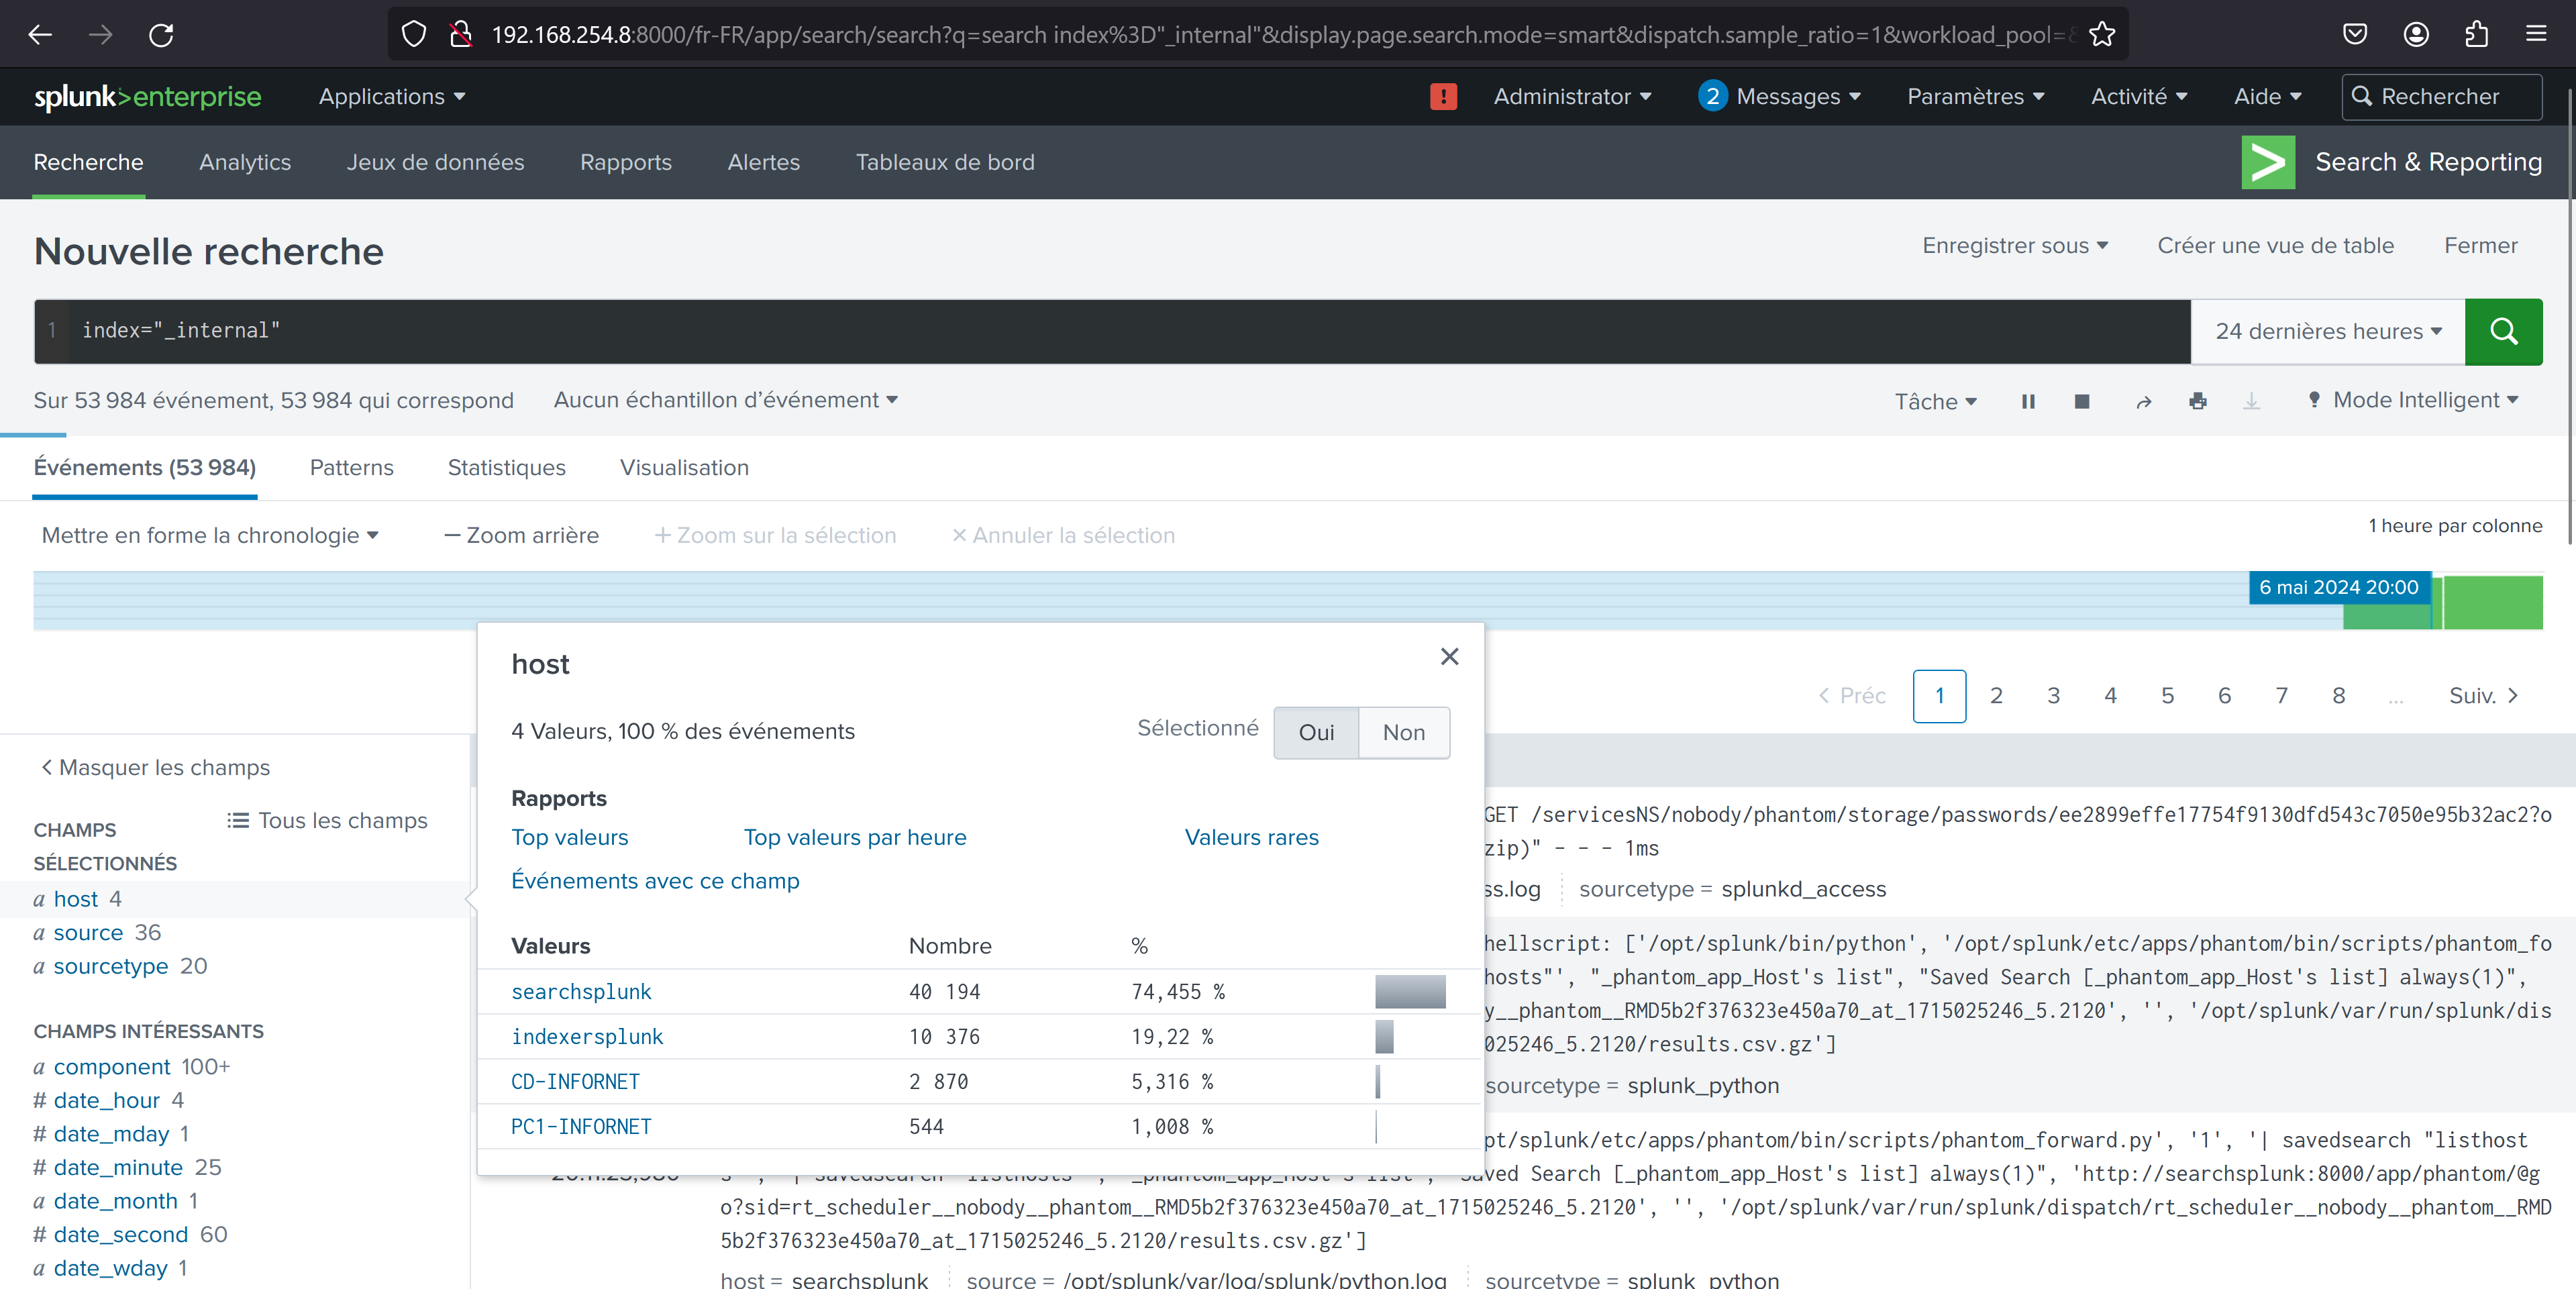 192.168.254.8:8000/fr-FR/app/search/search?q=search index%3D"_internal"&display.page.search.mode=smart&dispatch.sample_ratio=1&workload_pool=
splunk>enterprise Applications ! Administrator 2 Messages Paramètres Activité Aide Rechercher
Recherche Analytics Jeux de données Rapports Alertes Tableaux de bord > Search & Reporting
Nouvelle recherche Enregistrer sous Créer une vue de table Fermer
1 index="_internal" 24 dernières heures
Sur 53 984 événement, 53 984 qui correspond Aucun échantillon d'événement Tâche Mode Intelligent
Événements (53 984) Patterns Statistiques Visualisation
Mettre en forme la chronologie — Zoom arrière + Zoom sur la sélection × Annuler la sélection 1 heure par colonne
6 mai 2024 20:00
< Préc 1 2 3 4 5 6 7 8 ... Suiv. >
< Masquer les champs
Tous les champs
CHAMPS
SÉLECTIONNÉS
a host 4
a source 36
a sourcetype 20
CHAMPS INTÉRESSANTS
a component 100+
# date_hour 4
# date_mday 1
# date_minute 25
a date_month 1
# date_second 60
a date_wday 1
host ×
4 Valeurs, 100 % des événements Sélectionné Oui Non
Rapports
Top valeurs Top valeurs par heure Valeurs rares
Événements avec ce champ
Valeurs Nombre %
searchsplunk 40 194 74,455 %
indexersplunk 10 376 19,22 %
CD-INFORNET 2 870 5,316 %
PC1-INFORNET 544 1,008 %
GET /servicesNS/nobody/phantom/storage/passwords/ee2899effe17754f9130dfd543c7050e95b32ac2?o
zip)" - - - 1ms
ss.log sourcetype = splunkd_access
hellscript: ['/opt/splunk/bin/python', '/opt/splunk/etc/apps/phantom/bin/scripts/phantom_fo
hosts"', "_phantom_app_Host's list", "Saved Search [_phantom_app_Host's list] always(1)",
y__phantom__RMD5b2f376323e450a70_at_1715025246_5.2120', '', '/opt/splunk/var/run/splunk/dis
025246_5.2120/results.csv.gz']
sourcetype = splunk_python
pt/splunk/etc/apps/phantom/bin/scripts/phantom_forward.py', '1', '| savedsearch "listhost
ved Search [_phantom_app_Host's list] always(1)", 'http://searchsplunk:8000/app/phantom/@g
o?sid=rt_scheduler__nobody__phantom__RMD5b2f376323e450a70_at_1715025246_5.2120', '', '/opt/splunk/var/run/splunk/dispatch/rt_scheduler__nobody__phantom__RMD
5b2f376323e450a70_at_1715025246_5.2120/results.csv.gz']
host = searchsplunk source = /opt/splunk/var/log/splunk/python.log sourcetype = splunk_python